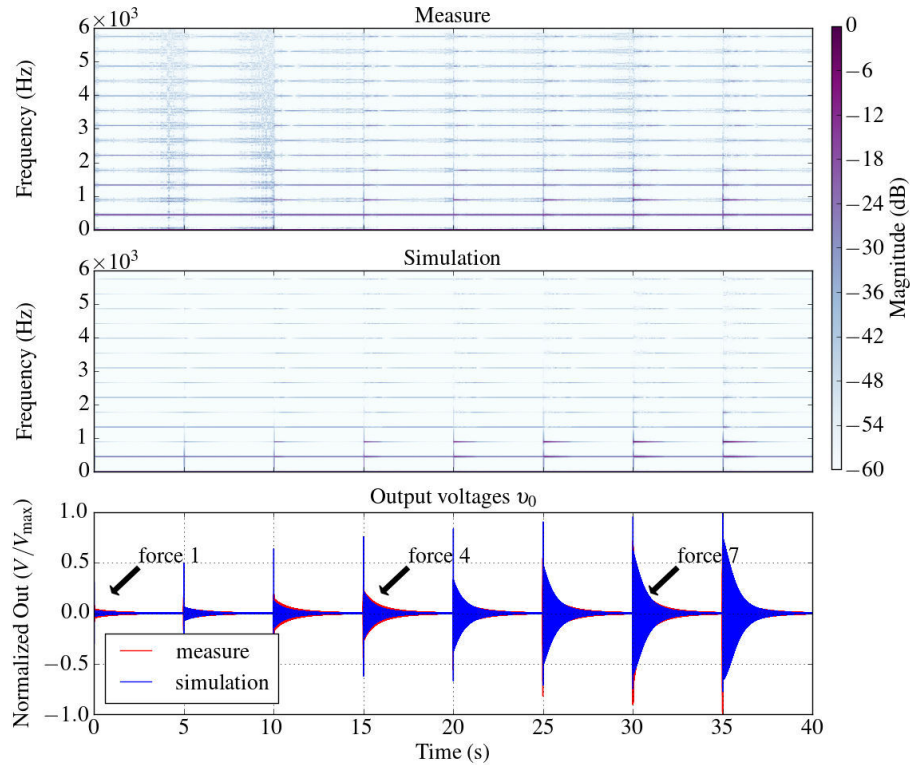 Measure
6×10³
5
4
3
2
1
0
Frequency (Hz)
Simulation
6×10³
5
4
3
2
1
0
Frequency (Hz)
0
−6
−12
−18
−24
−30
−36
−42
−48
−54
−60
Magnitude (dB)
Output voltages υ₀
1.0
0.5
0.0
−0.5
−1.0
Normalized Out (V/Vₘₐₓ)
force 1
force 4
force 7
measure
simulation
0 5 10 15 20 25 30 35 40
Time (s)